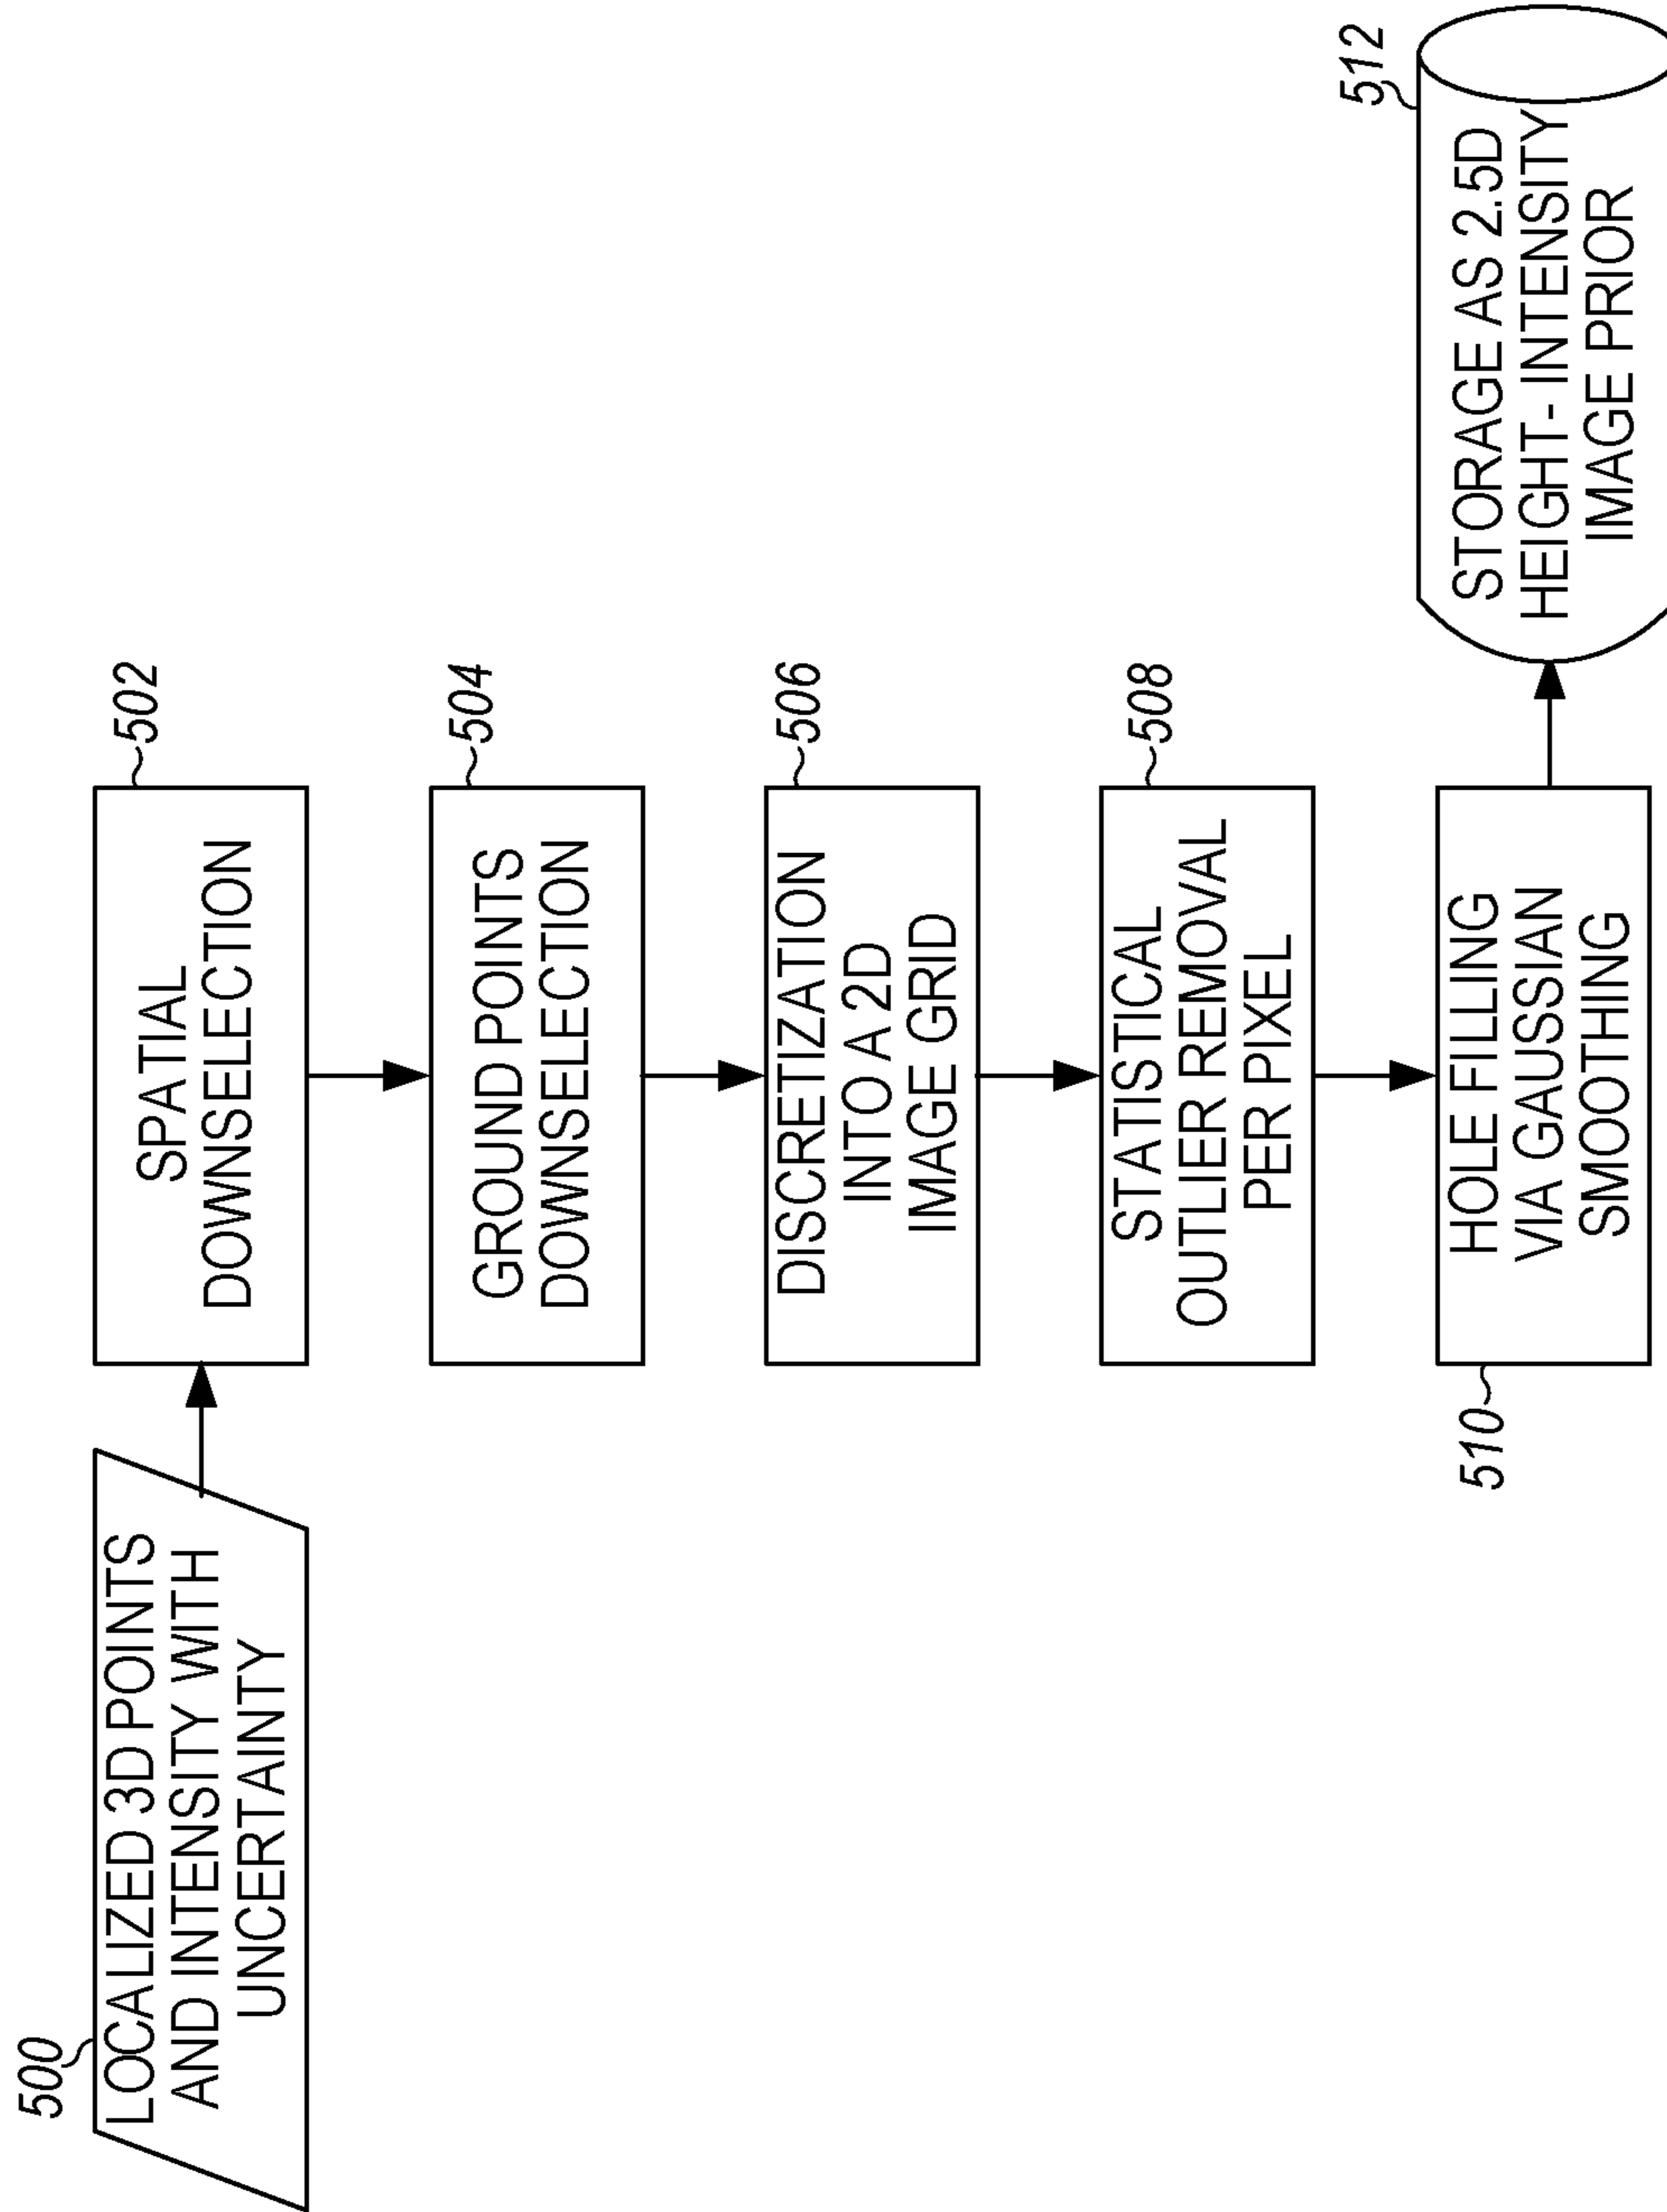 500
LOCALIZED 3D POINTS
AND INTENSITY WITH
UNCERTAINTY
502
SPATIAL
DOWNSELECTION
504
GROUND POINTS
DOWNSELECTION
506
DISCRETIZATION
INTO A 2D
IMAGE GRID
508
STATISTICAL
OUTLIER REMOVAL
PER PIXEL
510
HOLE FILLING
VIA GAUSSIAN
SMOOTHING
512
STORAGE AS 2.5D
HEIGHT-INTENSITY
IMAGE PRIOR